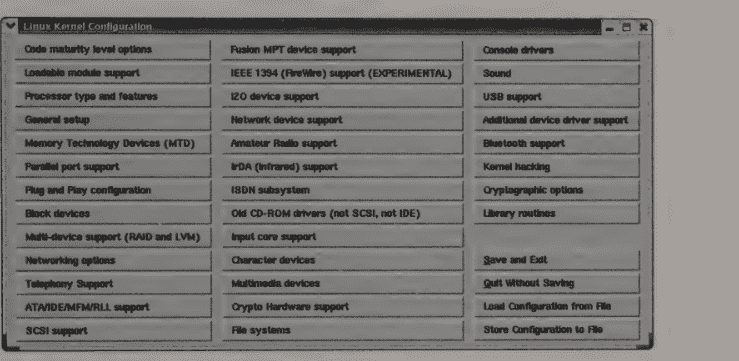 Linux Kernel Configuration
Code maturity level options
Loadable module support
Processor type and features
General setup
Memory Technology Devices (MTD)
Parallel port support
Plug and Play configuration
Block devices
Multi-device support (RAID and LVM)
Networking options
Telephony Support
ATA/IDE/MFM/RLL support
SCSI support
Fusion MPT device support
IEEE 1394 (FireWire) support (EXPERIMENTAL)
I2O device support
Network device support
Amateur Radio support
IrDA (infrared) support
ISDN subsystem
Old CD-ROM drivers (not SCSI, not IDE)
Input core support
Character devices
Multimedia devices
Crypto Hardware support
File systems
Console drivers
Sound
USB support
Additional device driver support
Bluetooth support
Kernel hacking
Cryptographic options
Library routines
Save and Exit
Quit Without Saving
Load Configuration from File
Store Configuration to File